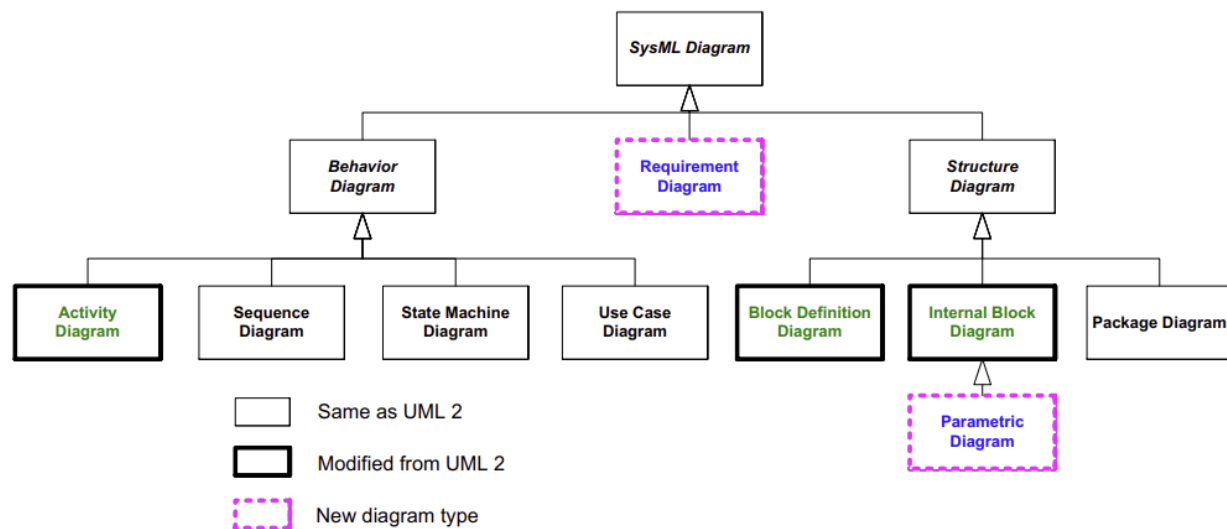 SysML Diagram
Behavior
Diagram
Requirement
Diagram
Structure
Diagram
Activity
Diagram
Sequence
Diagram
State Machine
Diagram
Use Case
Diagram
Block Definition
Diagram
Internal Block
Diagram
Package Diagram
Same as UML 2
Parametric
Diagram
Modified from UML 2
New diagram type